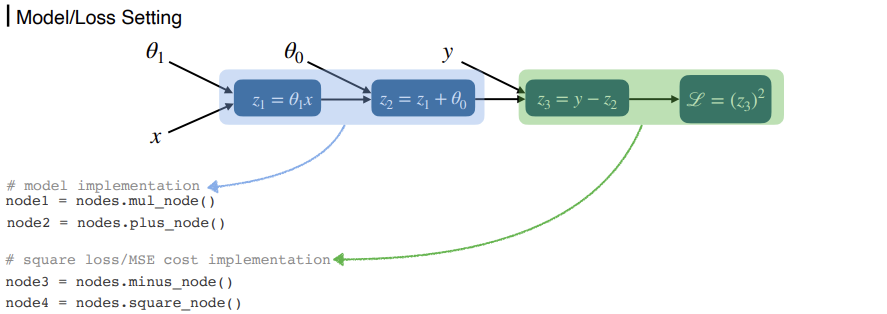 Model/Loss Setting
θ₁
θ₀
y
z₁ = θ₁x
z₂ = z₁ + θ₀
z₃ = y − z₂
ℒ = (z₃)²
x
# model implementation
node1 = nodes.mul_node()
node2 = nodes.plus_node()
# square loss/MSE cost implementation
node3 = nodes.minus_node()
node4 = nodes.square_node()